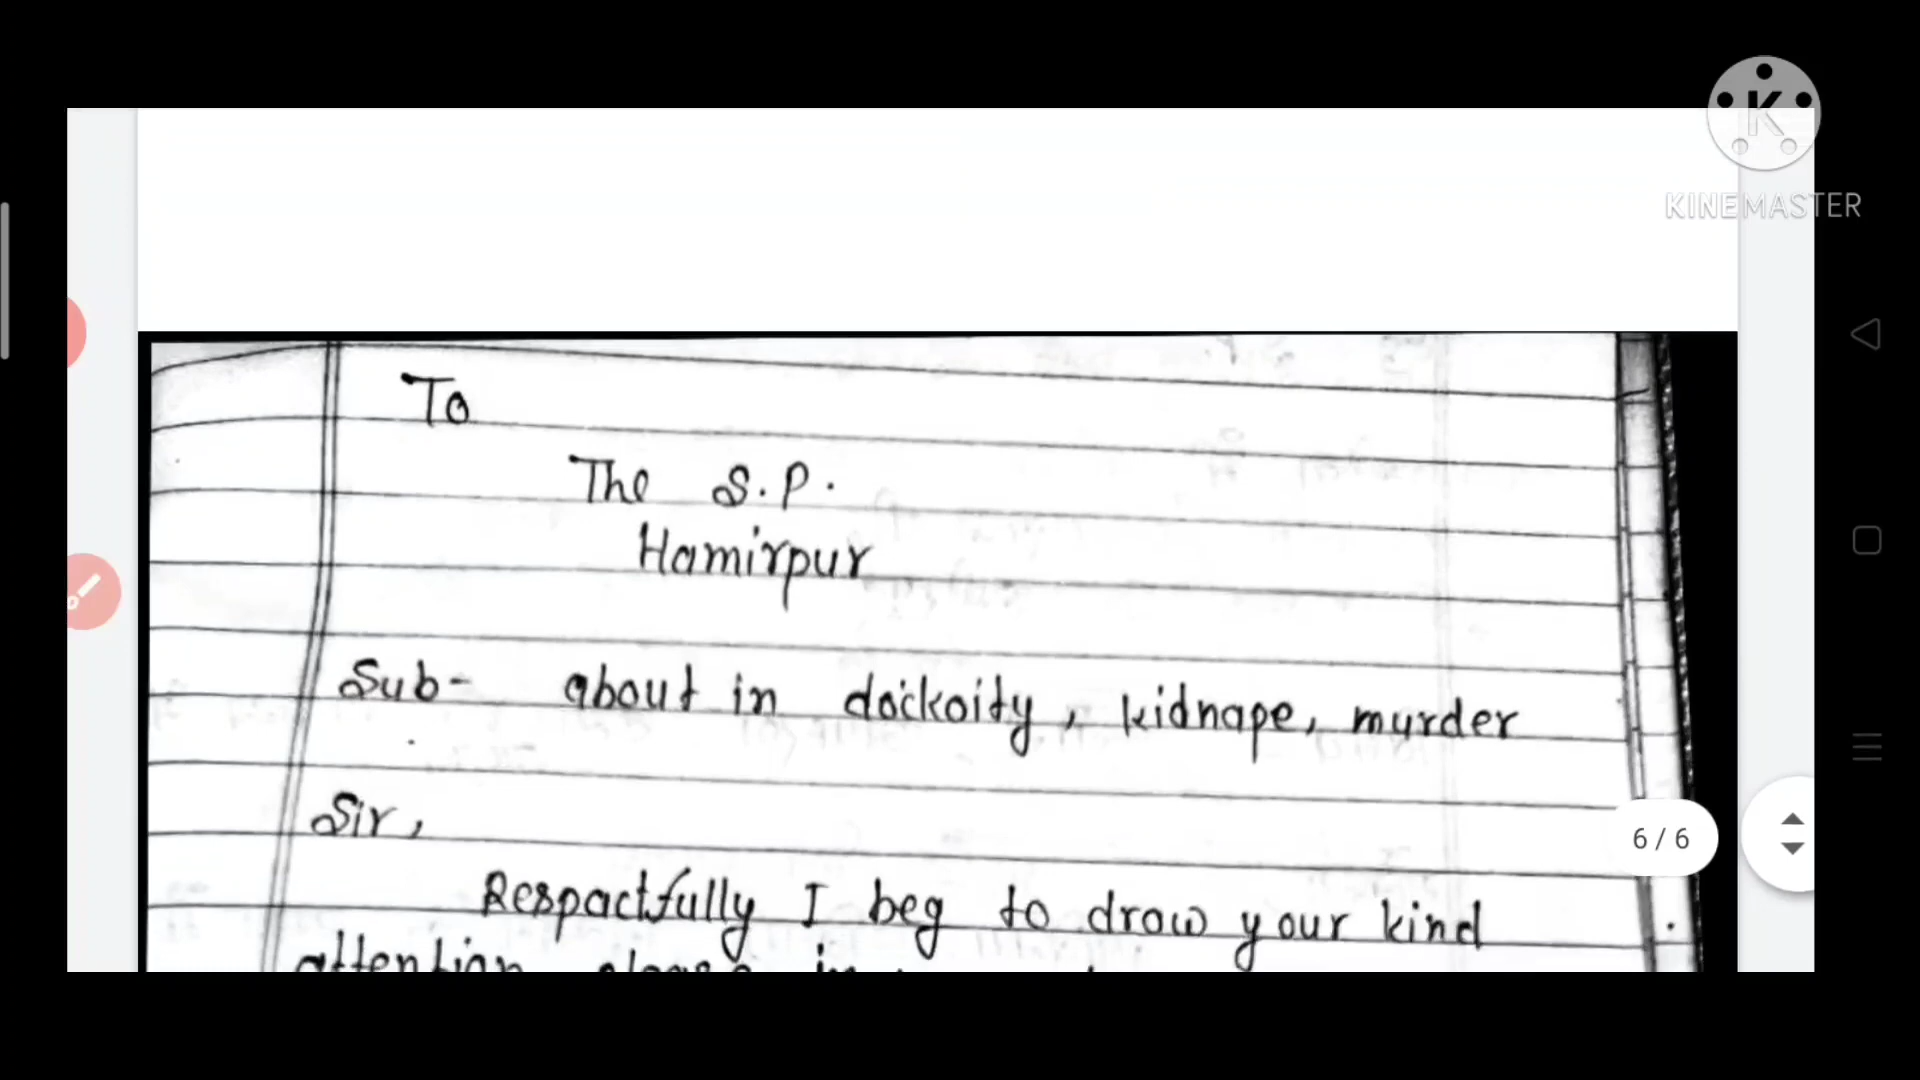 KINEMASTER
To
The S.P.
Hamirpur
Sub- about in dackoity, kidnape, murder
Sir,
Respactfully I beg to draw your kind
attention
6/6